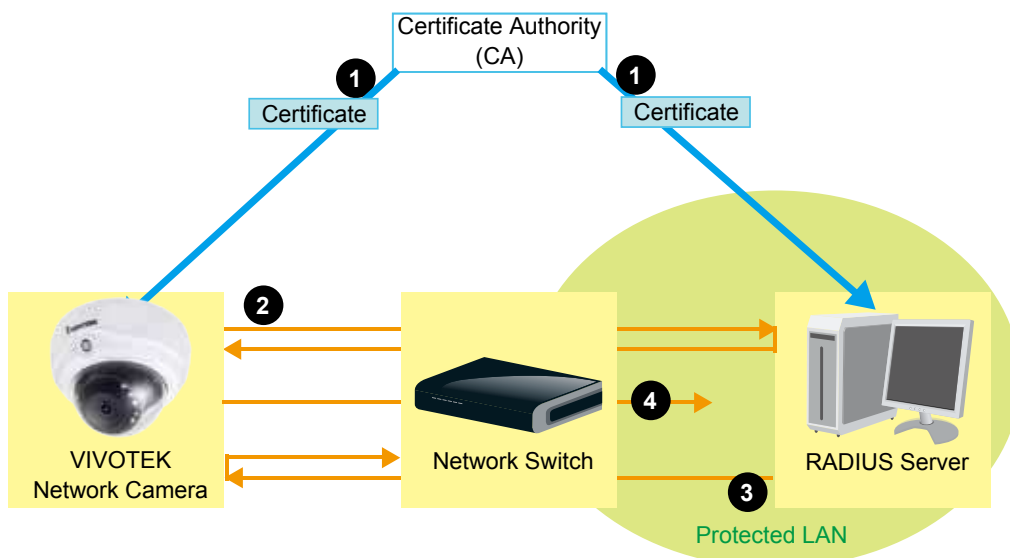 Certificate Authority
(CA)
1
1
Certificate
Certificate
2
4
VIVOTEK
Network Camera
Network Switch
RADIUS Server
3
Protected LAN